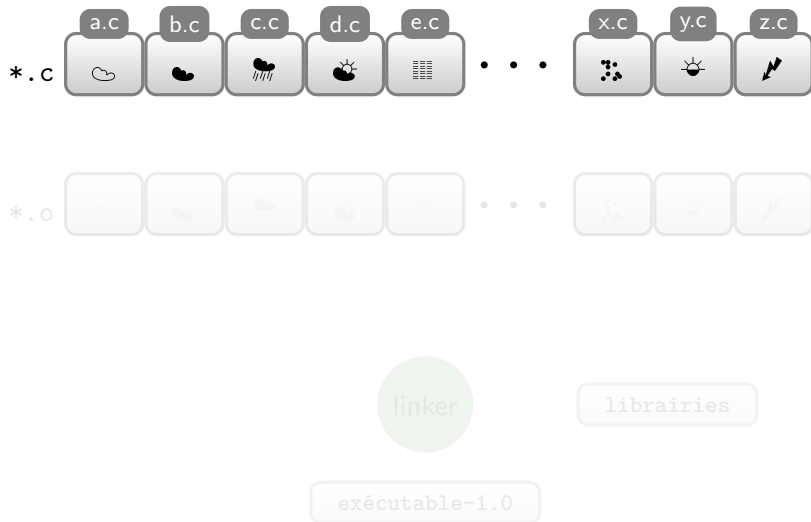 a.c b.c c.c d.c e.c x.c y.c z.c
*.c • • •
*.o • • •
linker librairies
exécutable-1.0